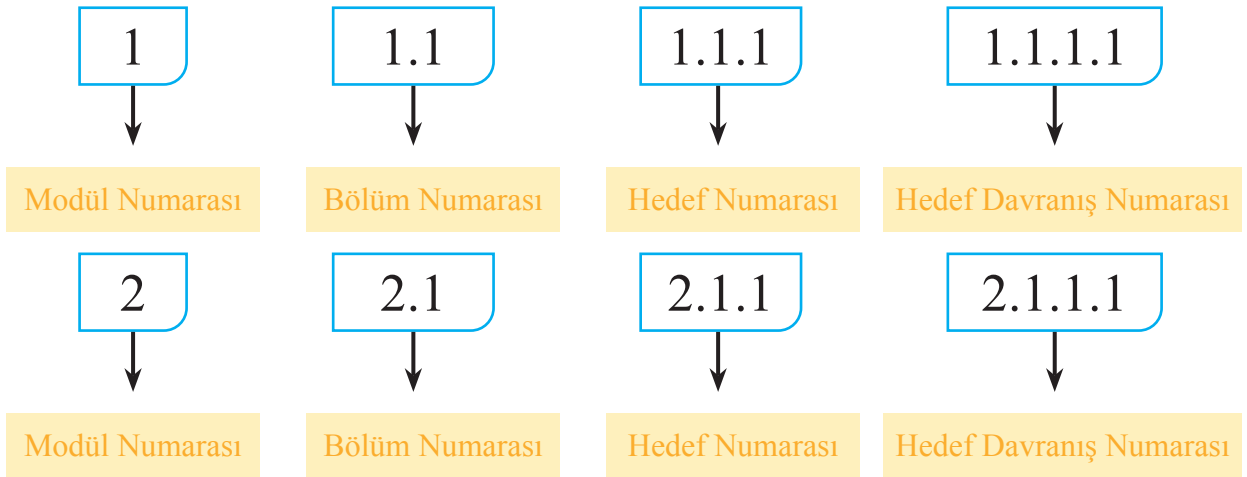 1 1.1 1.1.1 1.1.1.1
Modül Numarası Bölüm Numarası Hedef Numarası Hedef Davranış Numarası
2 2.1 2.1.1 2.1.1.1
Modül Numarası Bölüm Numarası Hedef Numarası Hedef Davranış Numarası